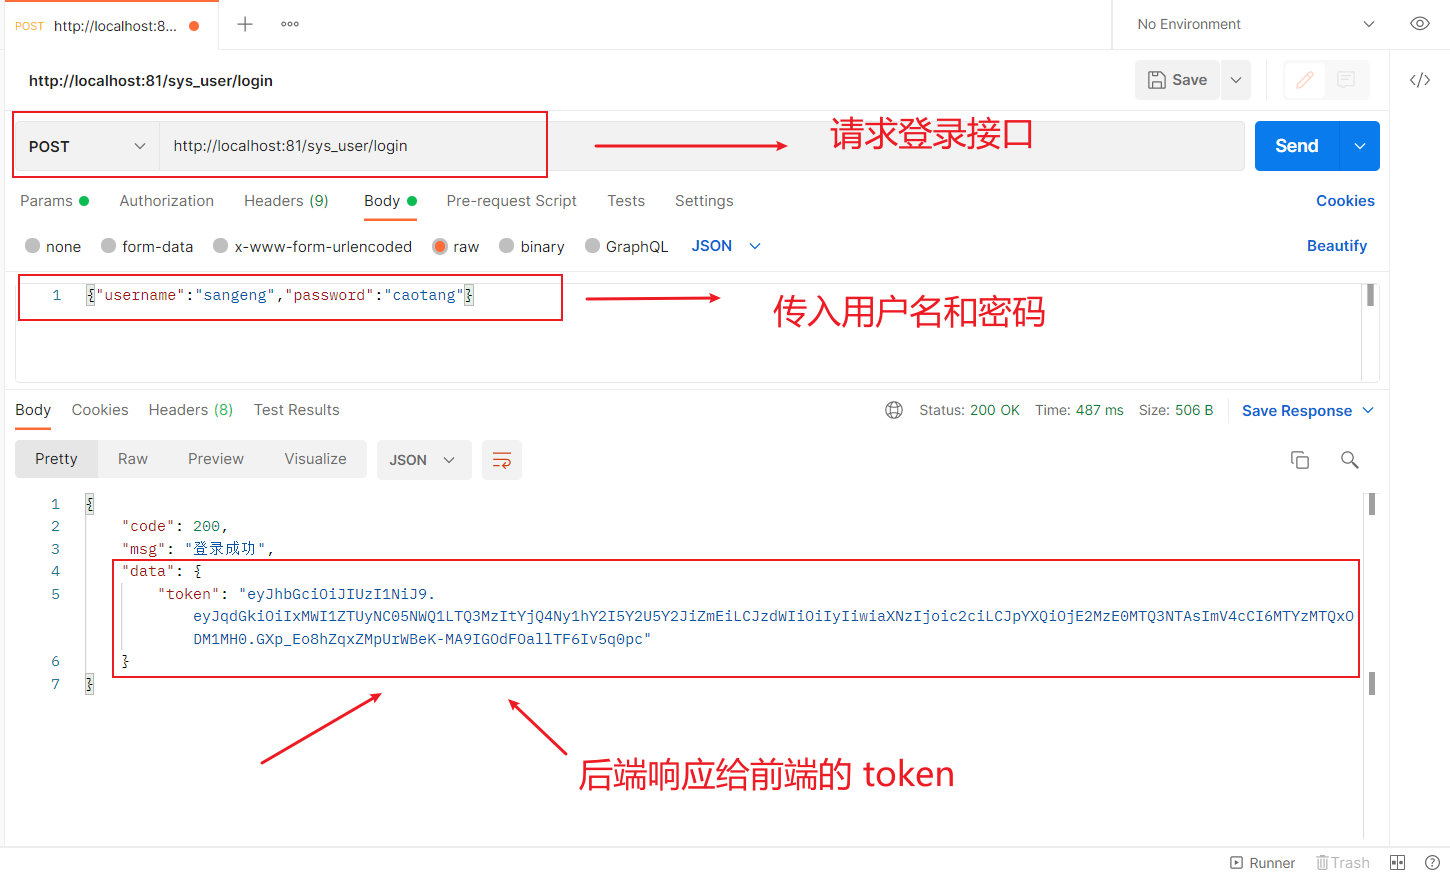 POST http://localhost:8...
No Environment
http://localhost:81/sys_user/login
Save
POST http://localhost:81/sys_user/login
请求登录接口
Send
Params Authorization Headers (9) Body Pre-request Script Tests Settings Cookies
none form-data x-www-form-urlencoded raw binary GraphQL JSON Beautify
1 {"username":"sangeng","password":"caotang"}
传入用户名和密码
Body Cookies Headers (8) Test Results Status: 200 OK Time: 487 ms Size: 506 B Save Response
Pretty Raw Preview Visualize JSON
1 {
2 "code": 200,
3 "msg": "登录成功",
4 "data": {
5 "token": "eyJhbGciOiJIUzI1NiJ9.
eyJqdGkiOiIxMWI1ZTUyNC05NWQ1LTQ3MzItYjQ4Ny1hY2I5Y2U5Y2JiZmEiLCJzdWIiOiIyIiwiaXNzIjoic2ciLCJpYXQiOjE2MzE0MTQ3NTAsImV4cCI6MTYzMTQxO
DM1MH0.GXp_Eo8hZqxZMpUrWBeK-MA9IGOdFOallTF6Iv5q0pc"
6 }
7 }
后端响应给前端的 token
Runner Trash